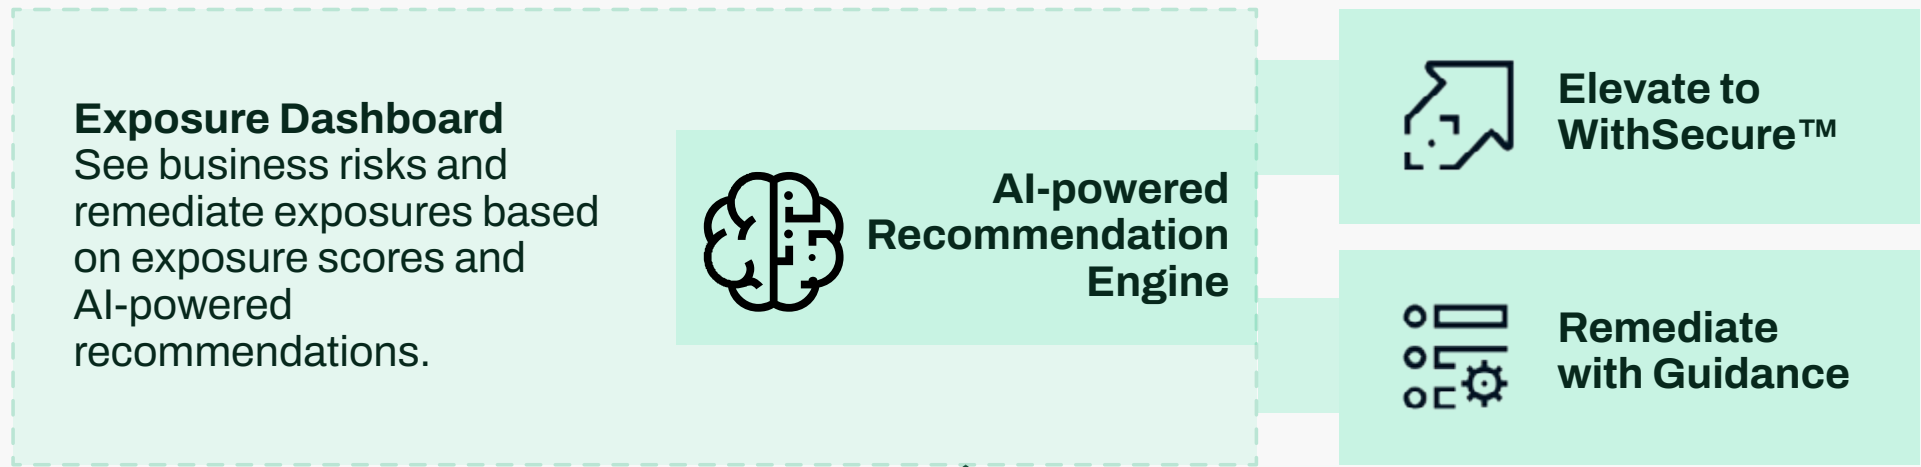 Exposure Dashboard
See business risks and
remediate exposures based
on exposure scores and
AI-powered
recommendations.
AI-powered
Recommendation
Engine
Elevate to
WithSecure™
Remediate
with Guidance